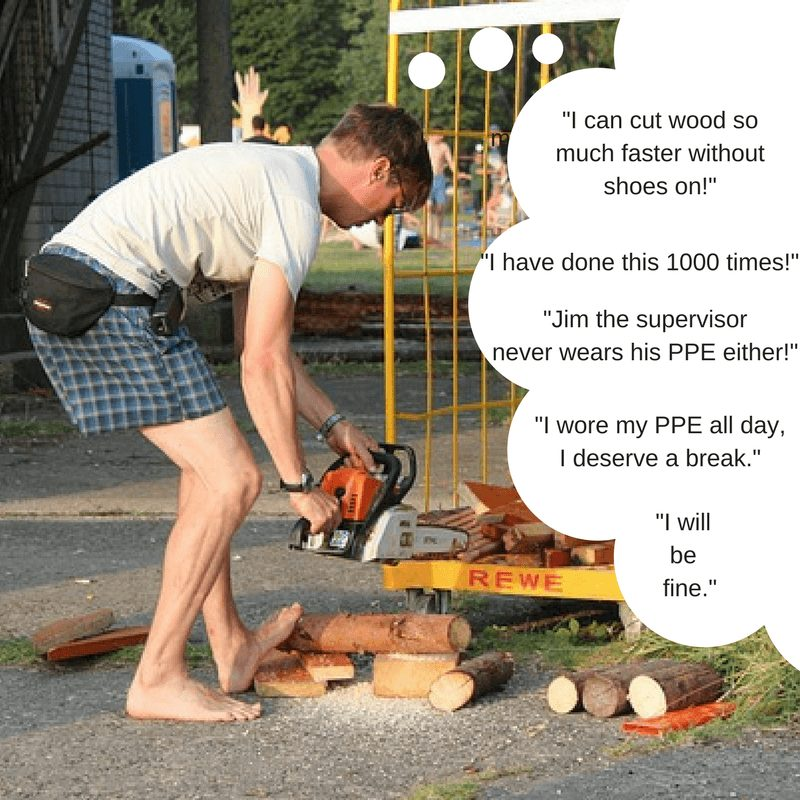 m
"I can cut wood so
much faster without
shoes on!"
"I have done this 1000 times!"
"Jim the supervisor
never wears his PPE either!"
"I wore my PPE all day,
I deserve a break."
"I will
be
fine."
REWE